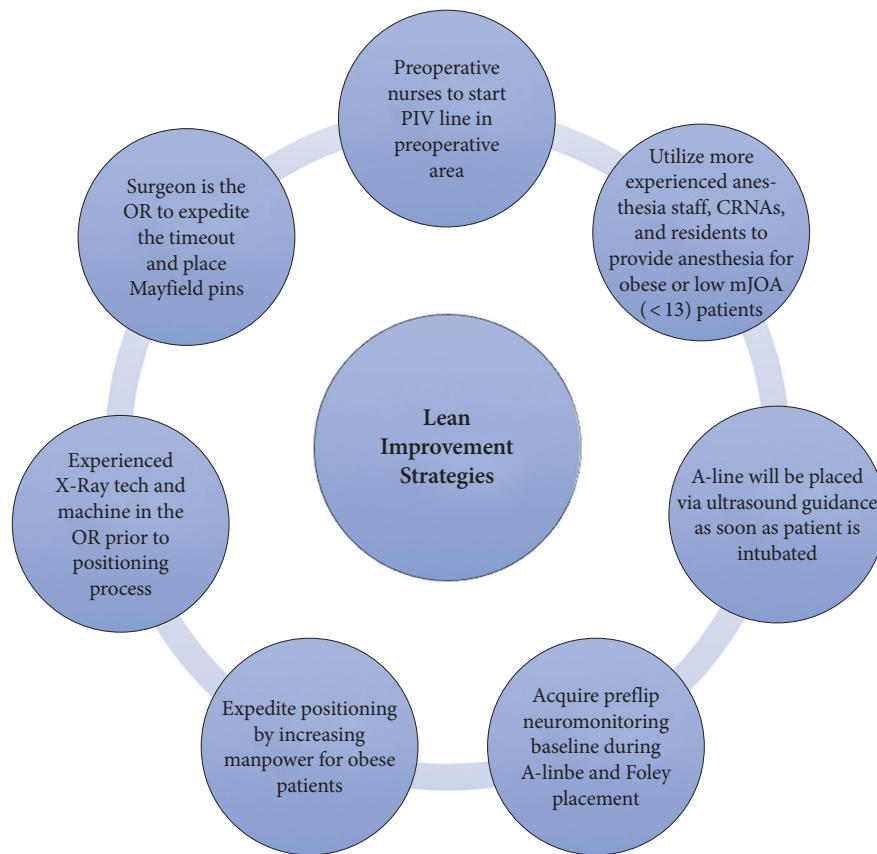 Preoperative
nurses to start
PIV line in
preoperative
area
Utilize more
experienced anes-
thesia staff, CRNAs,
and residents to
provide anesthesia for
obese or low mJOA
(<13) patients
A-line will be placed
via ultrasound guidance
as soon as patient is
intubated
Acquire preflip
neuromonitoring
baseline during
A-linbe and Foley
placement
Expedite positioning
by increasing
manpower for obese
patients
Experienced
X-Ray tech and
machine in the
OR prior to
positioning
process
Surgeon is the
OR to expedite
the timeout
and place
Mayfield pins
Lean
Improvement
Strategies